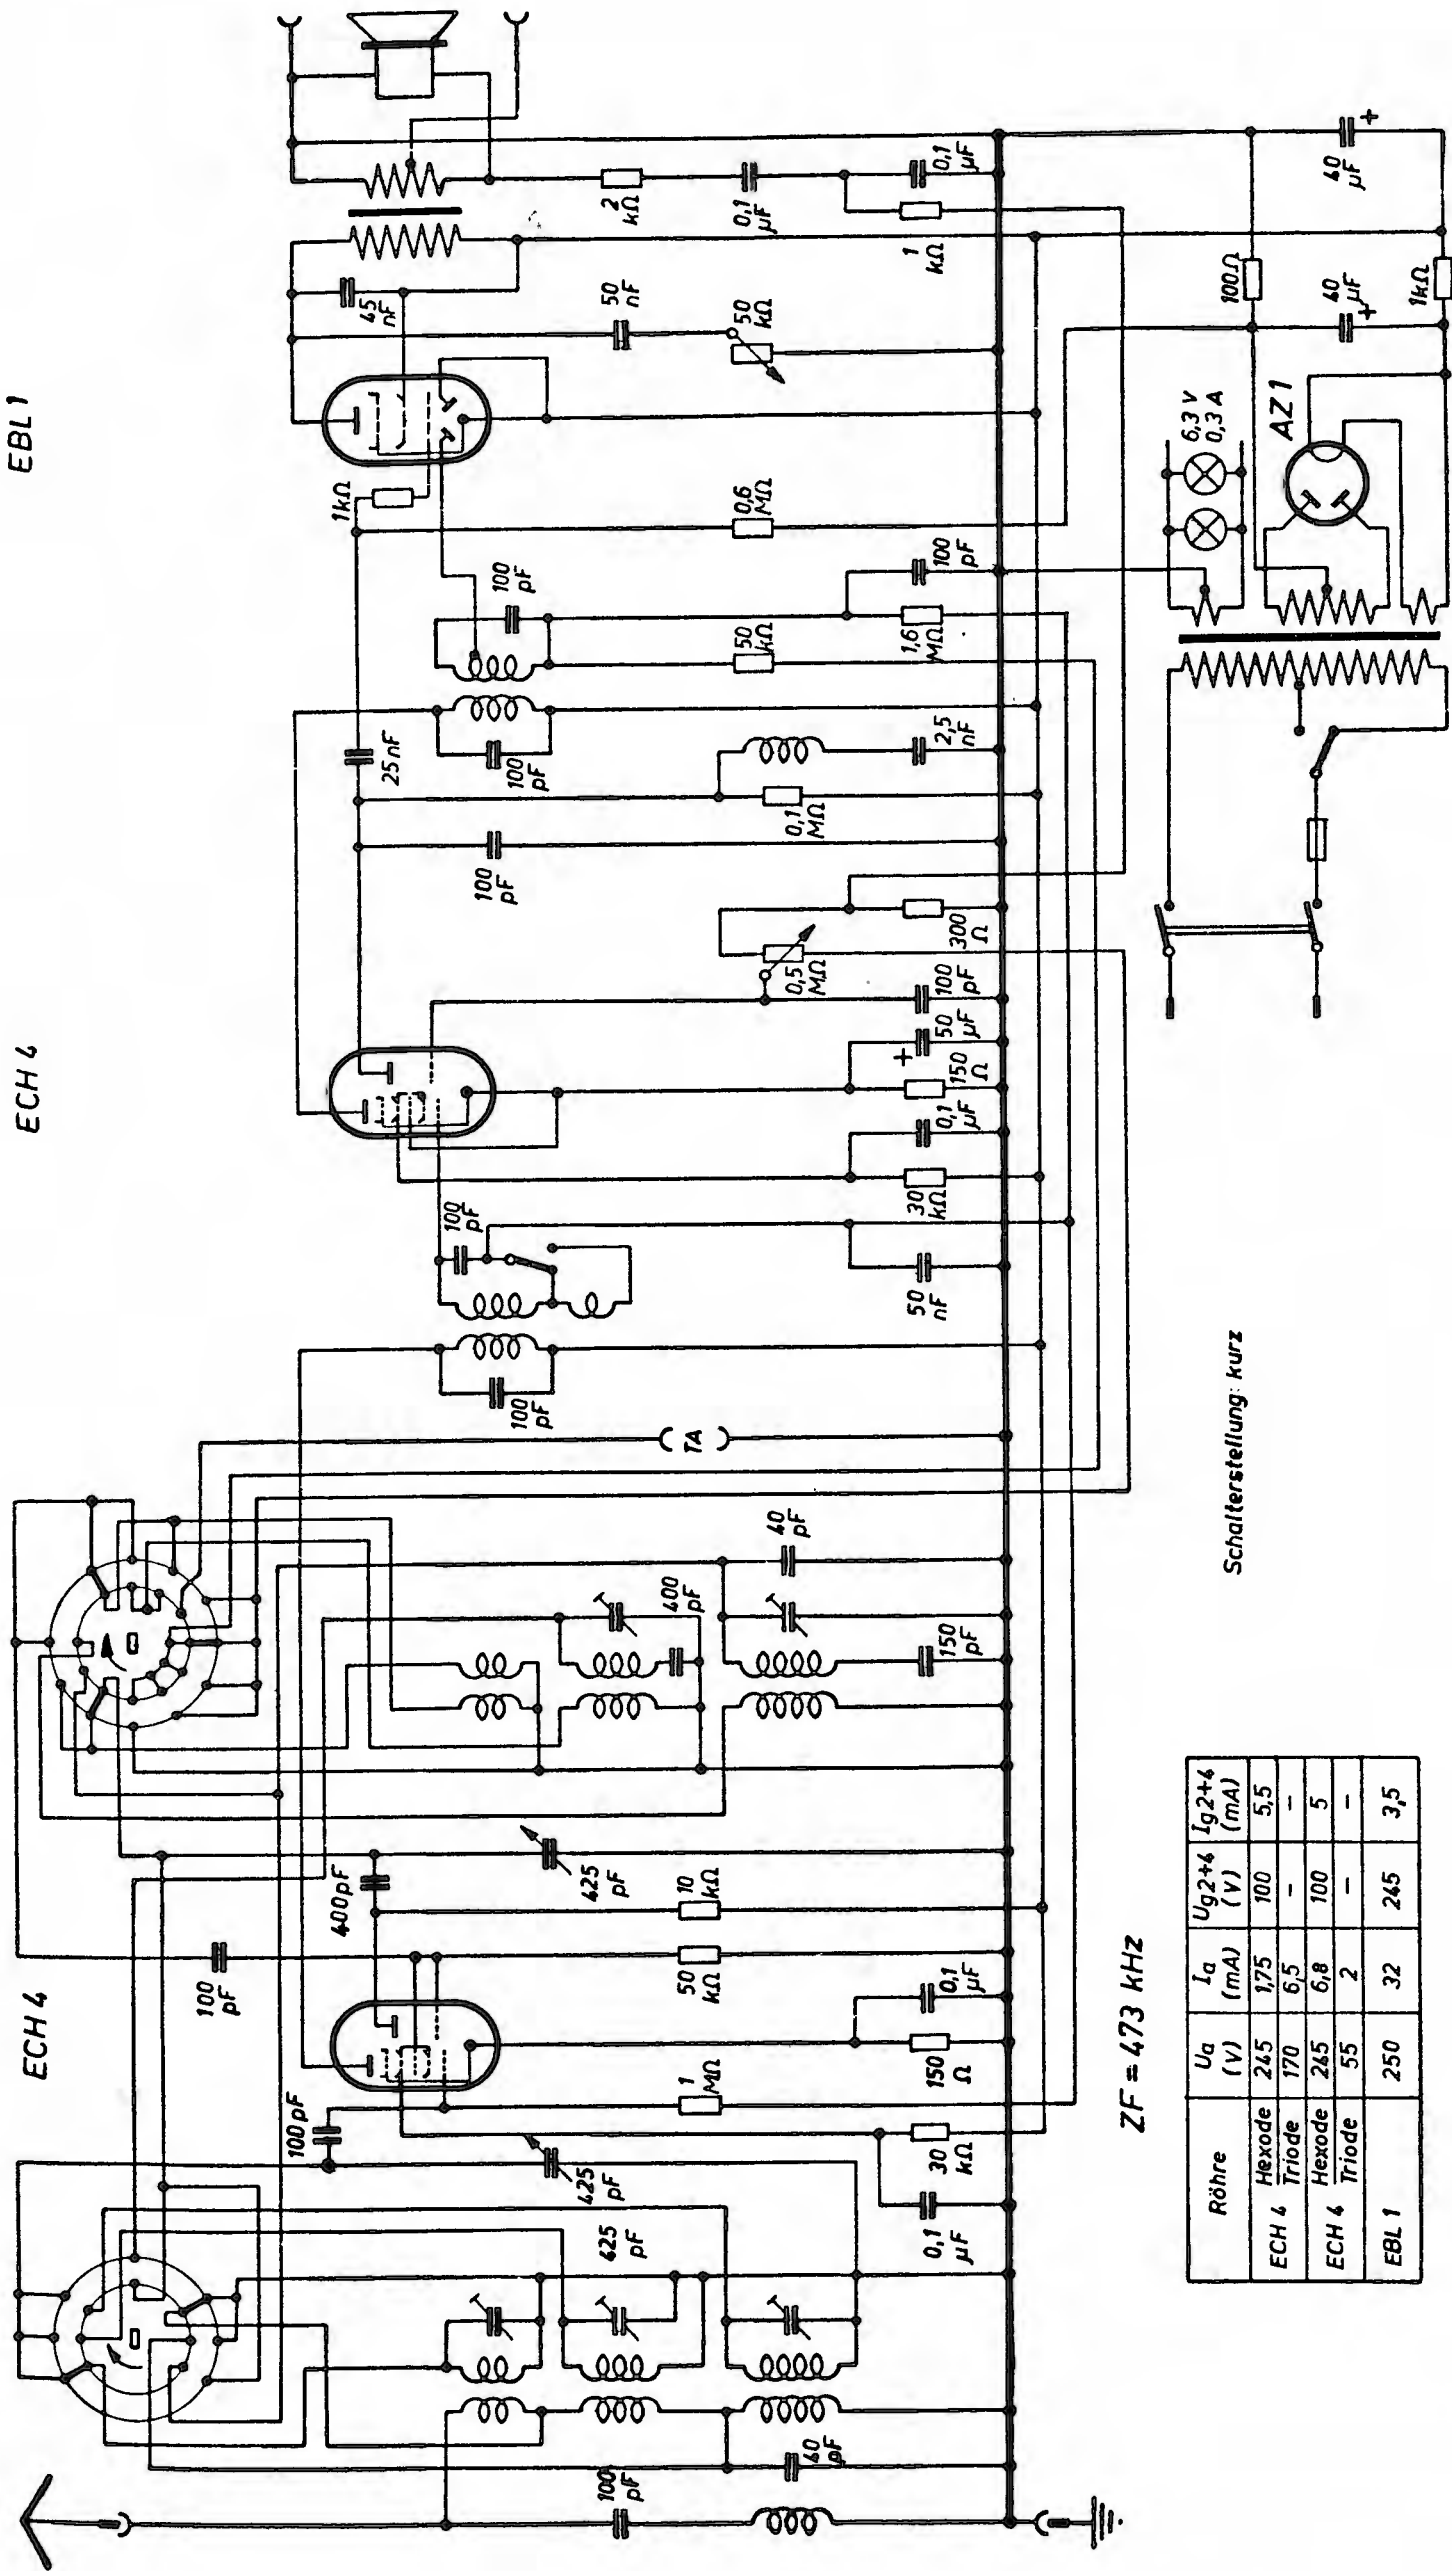 ECH 4
ECH 4
EBL 1
100 pF
400 pF
100 pF
100 pF
40 pF
425 pF
425 pF
1 MΩ
50 kΩ
10 kΩ
425 pF
0,1 µF
30 kΩ
150 Ω
0,1 µF
400 pF
150 pF
40 pF
TA
100 pF
100 pF
50 nF
30 kΩ
0,1 µF
150 Ω
+
50 µF
100 pF
0,5 MΩ
300 Ω
100 pF
25 nF
0,1 MΩ
2,5 nF
100 pF
100 pF
50 kΩ
1,6 MΩ
100 pF
1 kΩ
0,6 MΩ
45 nF
50 nF
50 kΩ
2 kΩ
0,1 µF
1 kΩ
0,1 µF
100 Ω
40 µF
+
40 µF
+
1 kΩ
6,3 V
0,3 A
AZ 1
ZF = 473 kHz
Schalterstellung: kurz
Röhre Ua (V) Ia (mA) Ug2+4 (V) Ig2+4 (mA)
ECH 4 Hexode 245 1,75 100 5,5
Triode 170 6,5 – –
ECH 4 Hexode 245 6,8 100 5
Triode 55 2 – –
EBL 1 250 32 245 3,5